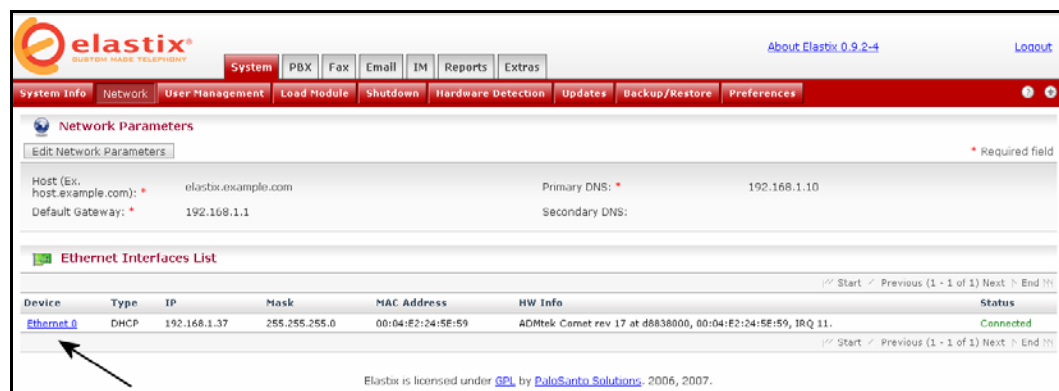 elastix®
CUSTOM MADE TELEPHONY
About Elastix 0.9.2-4
Logout
System PBX Fax Email IM Reports Extras
System Info Network User Management Load Module Shutdown Hardware Detection Updates Backup/Restore Preferences
Network Parameters
Edit Network Parameters
* Required field
Host (Ex.
host.example.com): * elastix.example.com Primary DNS: * 192.168.1.10
Default Gateway: * 192.168.1.1 Secondary DNS:
Ethernet Interfaces List
Start Previous (1 - 1 of 1) Next End
Device Type IP Mask MAC Address HW Info Status
Ethernet 0 DHCP 192.168.1.37 255.255.255.0 00:04:E2:24:5E:59 ADMtek Comet rev 17 at d8838000, 00:04:E2:24:5E:59, IRQ 11. Connected
Start Previous (1 - 1 of 1) Next End
Elastix is licensed under GPL by PaloSanto Solutions. 2006, 2007.